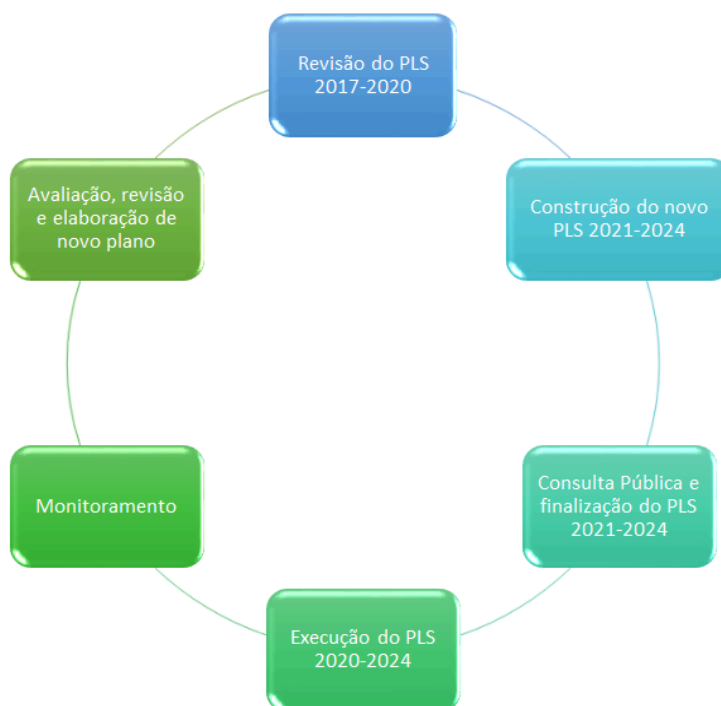 Revisão do PLS
2017-2020
Construção do novo
PLS 2021-2024
Consulta Pública e
finalização do PLS
2021-2024
Execução do PLS
2020-2024
Monitoramento
Avaliação, revisão
e elaboração de
novo plano